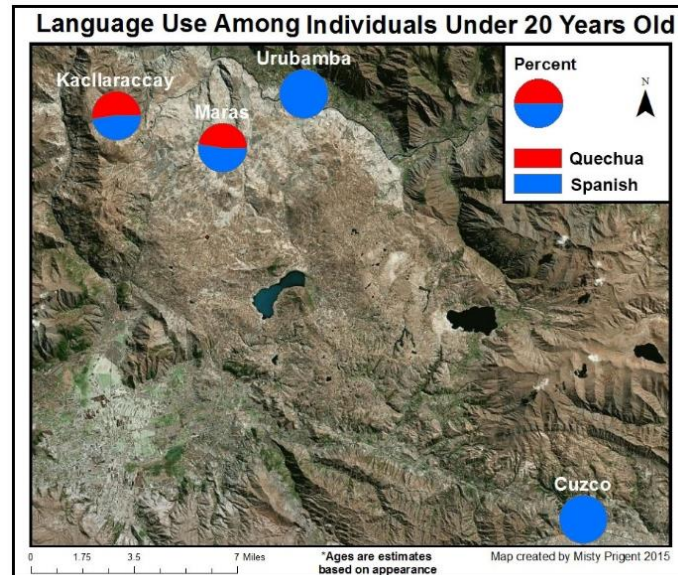 Language Use Among Individuals Under 20 Years Old
Urubamba
Kacllaraccay
Maras
Percent
N
Quechua
Spanish
Cuzco
0 1.75 3.5 7 Miles
*Ages are estimates
based on appearance
Map created by Misty Prigent 2015